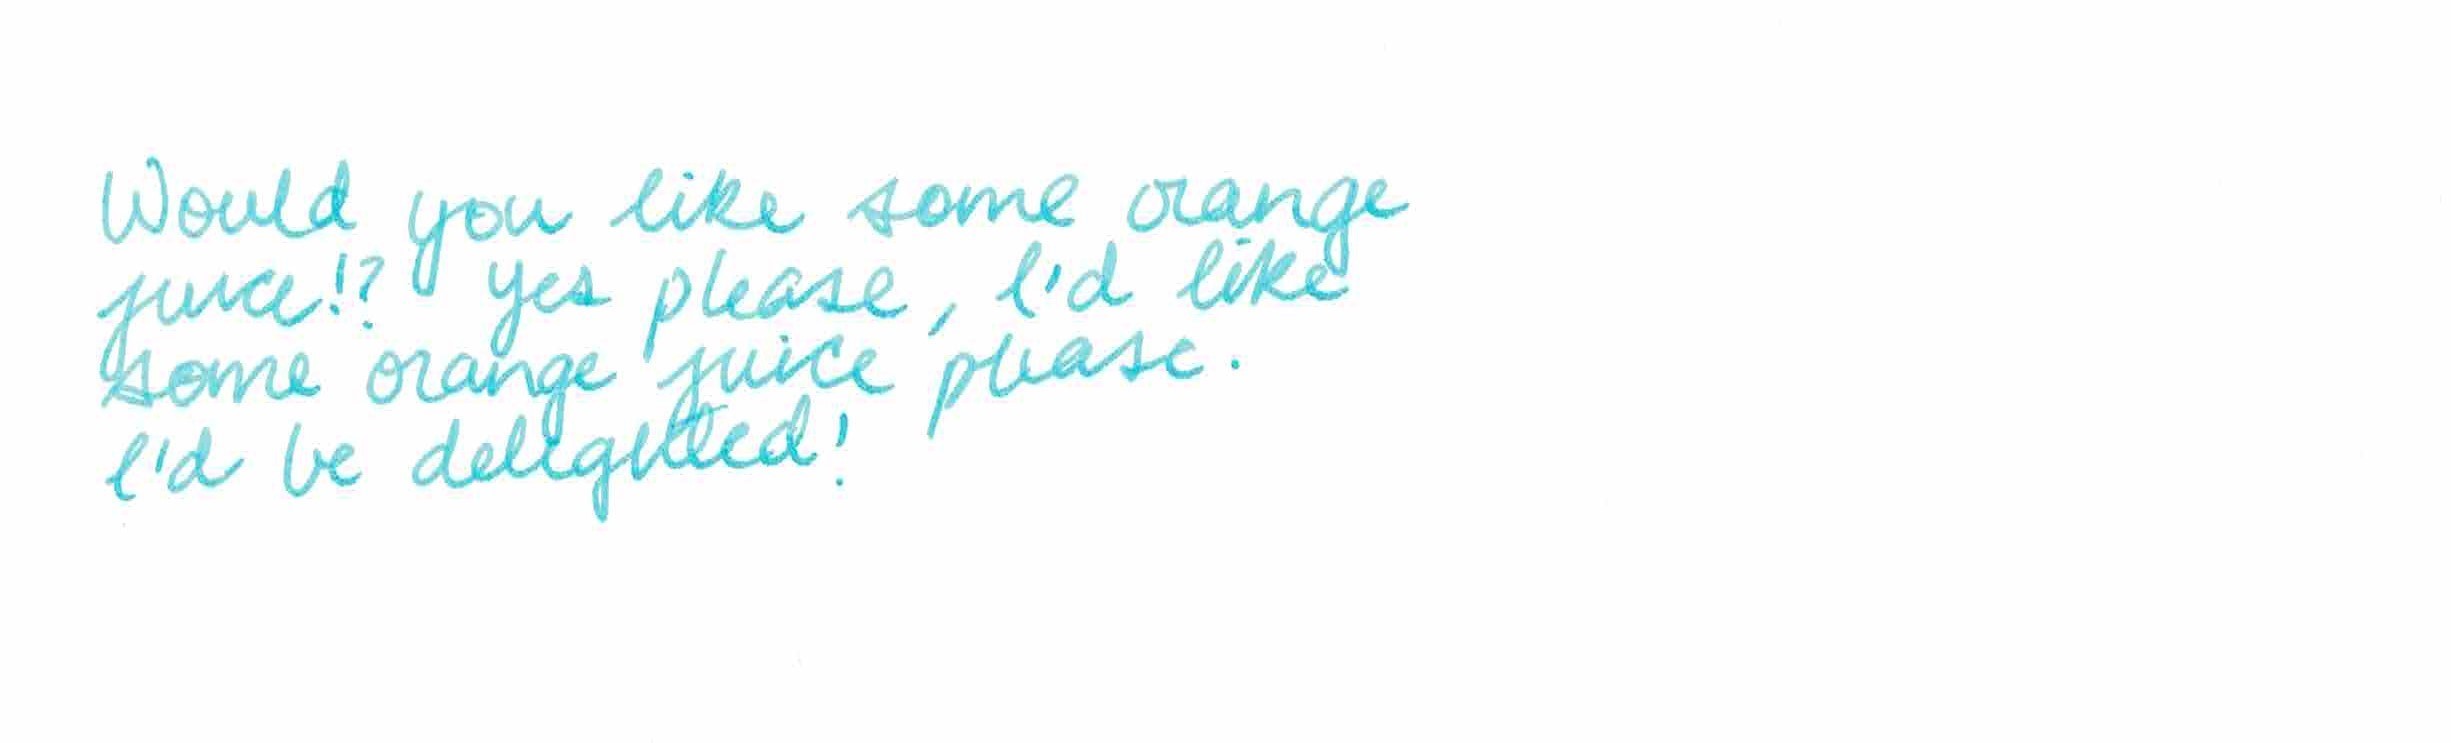 Would you like some orange
juice!? yes please, I'd like
some orange juice please.
I'd be delighted!